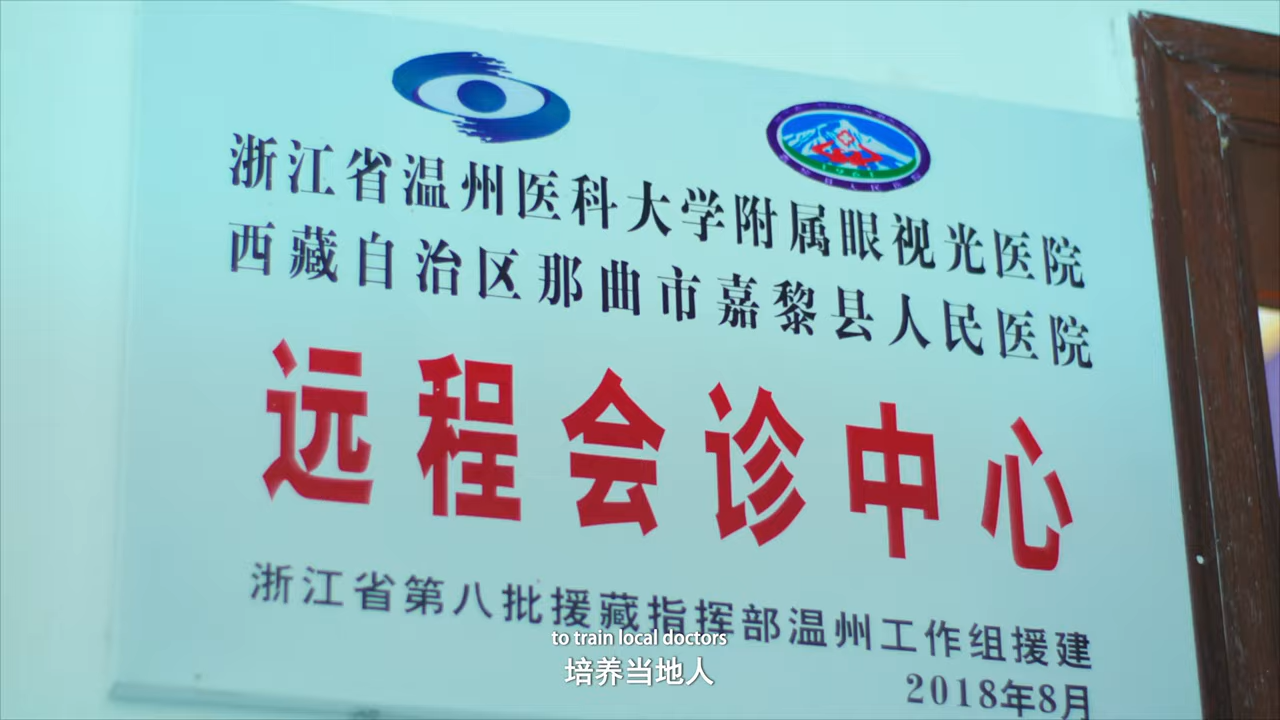 浙江省温州医科大学附属眼视光医院
西藏自治区那曲市嘉黎县人民医院
远程会诊中心
浙江省第八批援藏指挥部温州工作组援建
2018年8月
to train local doctors
培养当地人